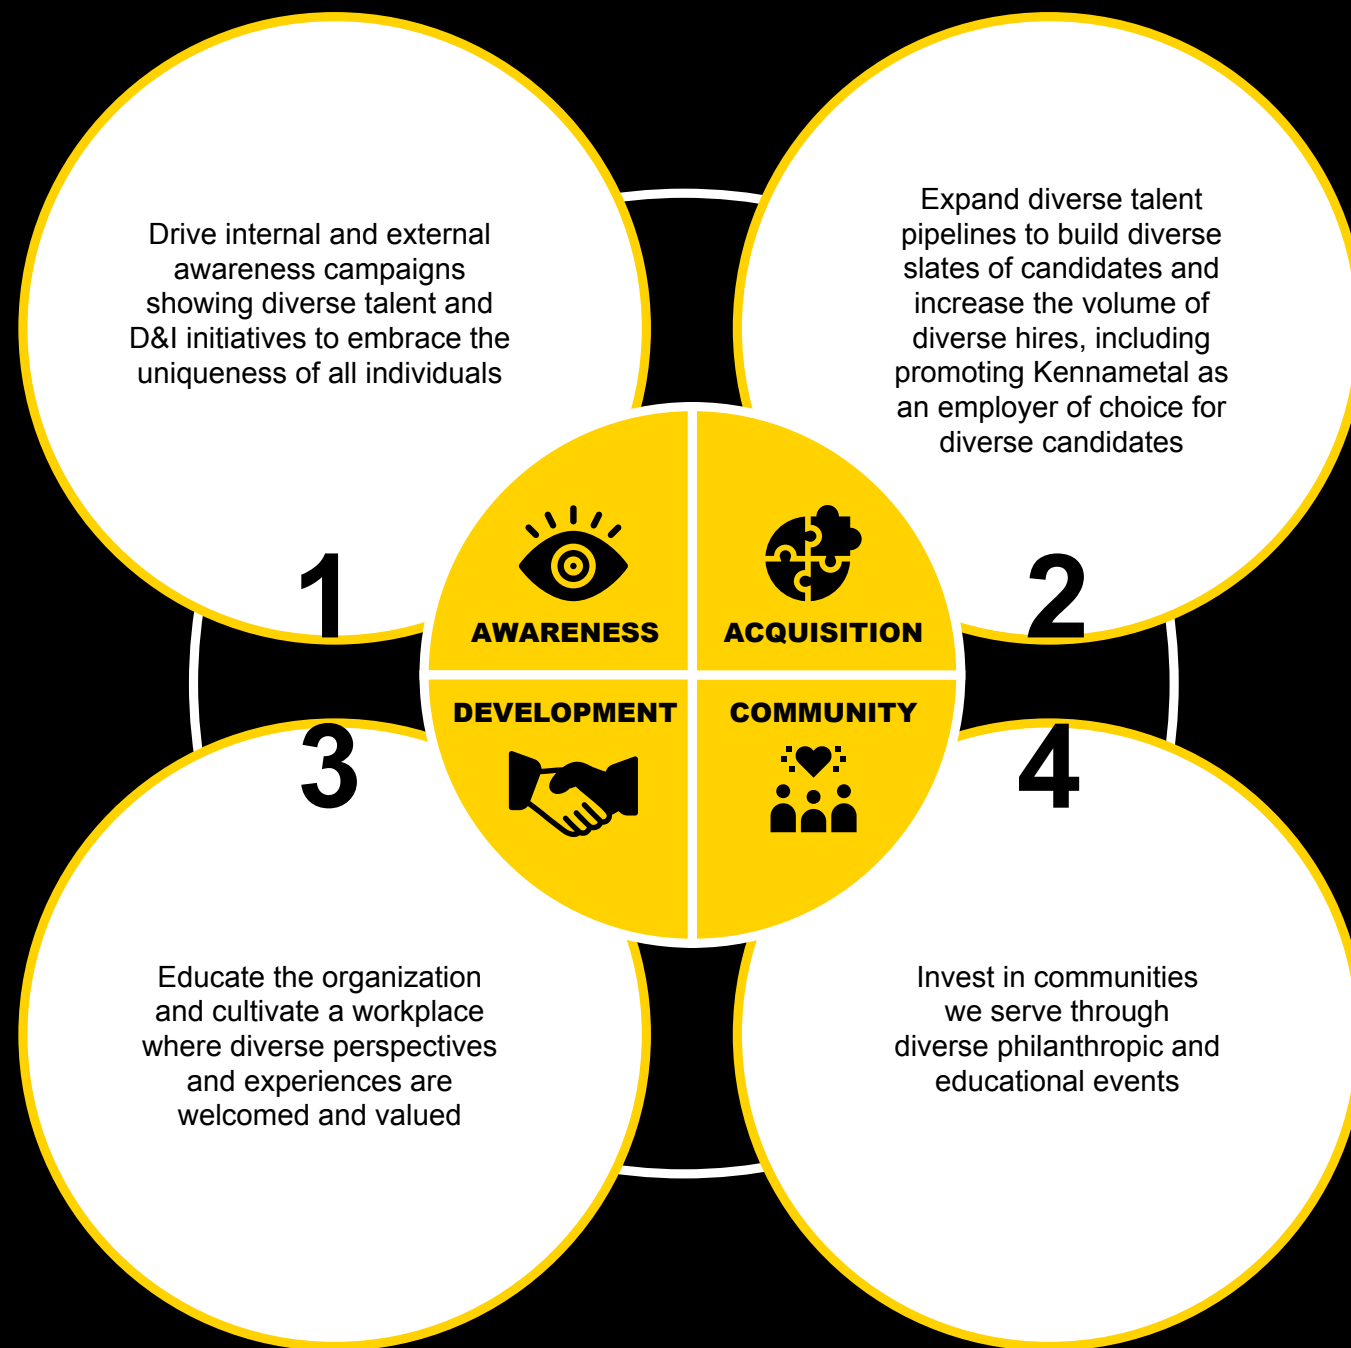 Drive internal and external
awareness campaigns
showing diverse talent and
D&I initiatives to embrace the
uniqueness of all individuals
1
AWARENESS
Expand diverse talent
pipelines to build diverse
slates of candidates and
increase the volume of
diverse hires, including
promoting Kennametal as
an employer of choice for
diverse candidates
2
ACQUISITION
DEVELOPMENT
3
Educate the organization
and cultivate a workplace
where diverse perspectives
and experiences are
welcomed and valued
COMMUNITY
4
Invest in communities
we serve through
diverse philanthropic and
educational events